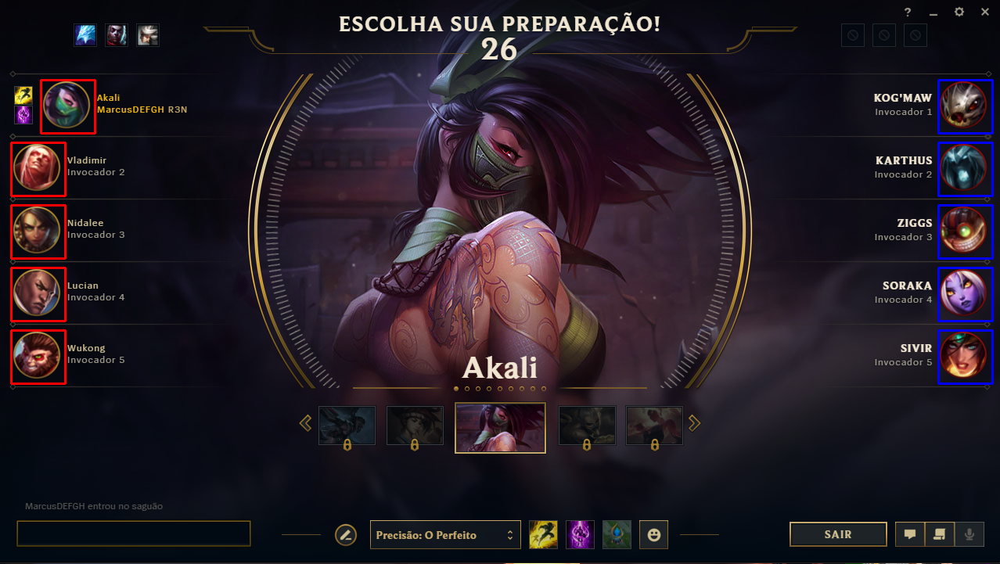 ESCOLHA SUA PREPARAÇÃO!
26
?
Akali
MarcusDEFGH R3N
Vladimir
Invocador 2
Nidalee
Invocador 3
Lucian
Invocador 4
Wukong
Invocador 5
KOG'MAW
Invocador 1
KARTHUS
Invocador 2
ZIGGS
Invocador 3
SORAKA
Invocador 4
SIVIR
Invocador 5
Akali
MarcusDEFGH entrou no saguão
Precisão: O Perfeito
SAIR